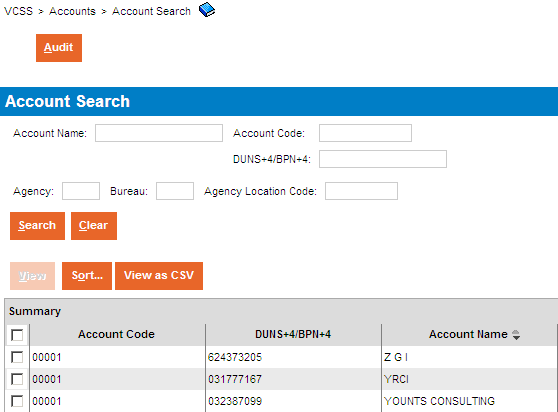 VCSS > Accounts > Account Search
Audit
Account Search
Account Name: Account Code:
DUNS+4/BPN+4:
Agency: Bureau: Agency Location Code:
Search Clear
View Sort... View as CSV
Summary
Account Code DUNS+4/BPN+4 Account Name
00001 624373205 Z G I
00001 031777167 YRCI
00001 032387099 YOUNTS CONSULTING